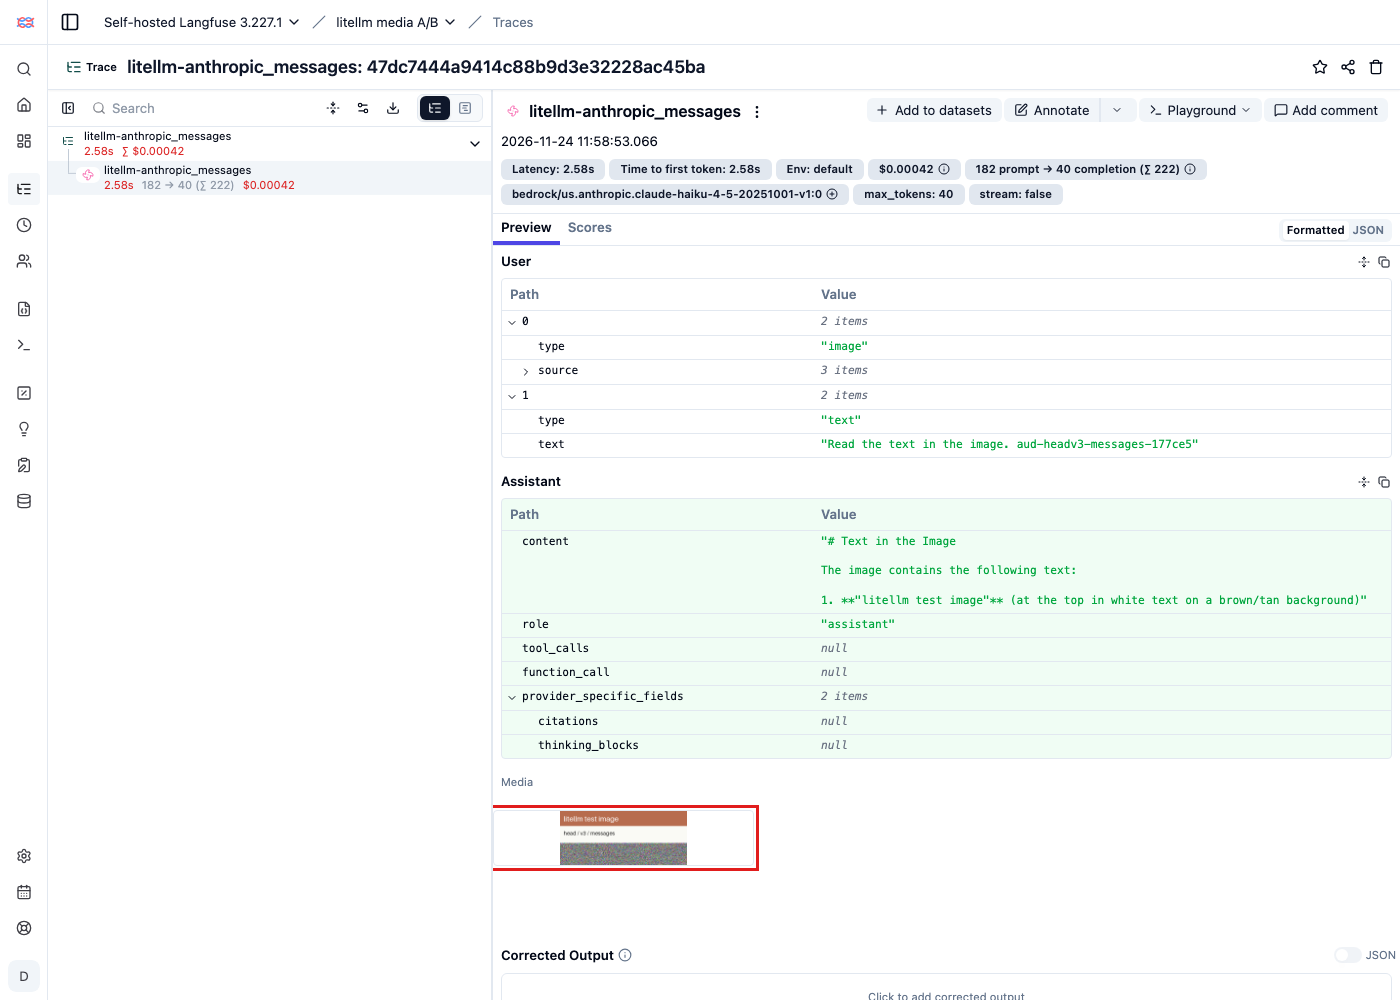 Self-hosted Langfuse 3.227.1
litellm media A/B
Traces
Trace
litellm-anthropic_messages: 47dc7444a9414c88b9d3e32228ac45ba
Search
litellm-anthropic_messages
2.58s ∑ $0.00042
litellm-anthropic_messages
2.58s 182 → 40 (∑ 222) $0.00042
D
litellm-anthropic_messages
Add to datasets
Annotate
Playground
Add comment
2026-11-24 11:58:53.066
Latency: 2.58s
Time to first token: 2.58s
Env: default
$0.00042
182 prompt → 40 completion (∑ 222)
bedrock/us.anthropic.claude-haiku-4-5-20251001-v1:0
max_tokens: 40
stream: false
Preview
Scores
Formatted
JSON
User
Path Value
0 2 items
type "image"
source 3 items
1 2 items
type "text"
text "Read the text in the image. aud-headv3-messages-177ce5"
Assistant
Path Value
content "# Text in the Image
The image contains the following text:
1. **"litellm test image"** (at the top in white text on a brown/tan background)"
role "assistant"
tool_calls null
function_call null
provider_specific_fields 2 items
citations null
thinking_blocks null
Media
litellm test image
head / v3 / messages
Corrected Output
JSON
Click to add corrected output